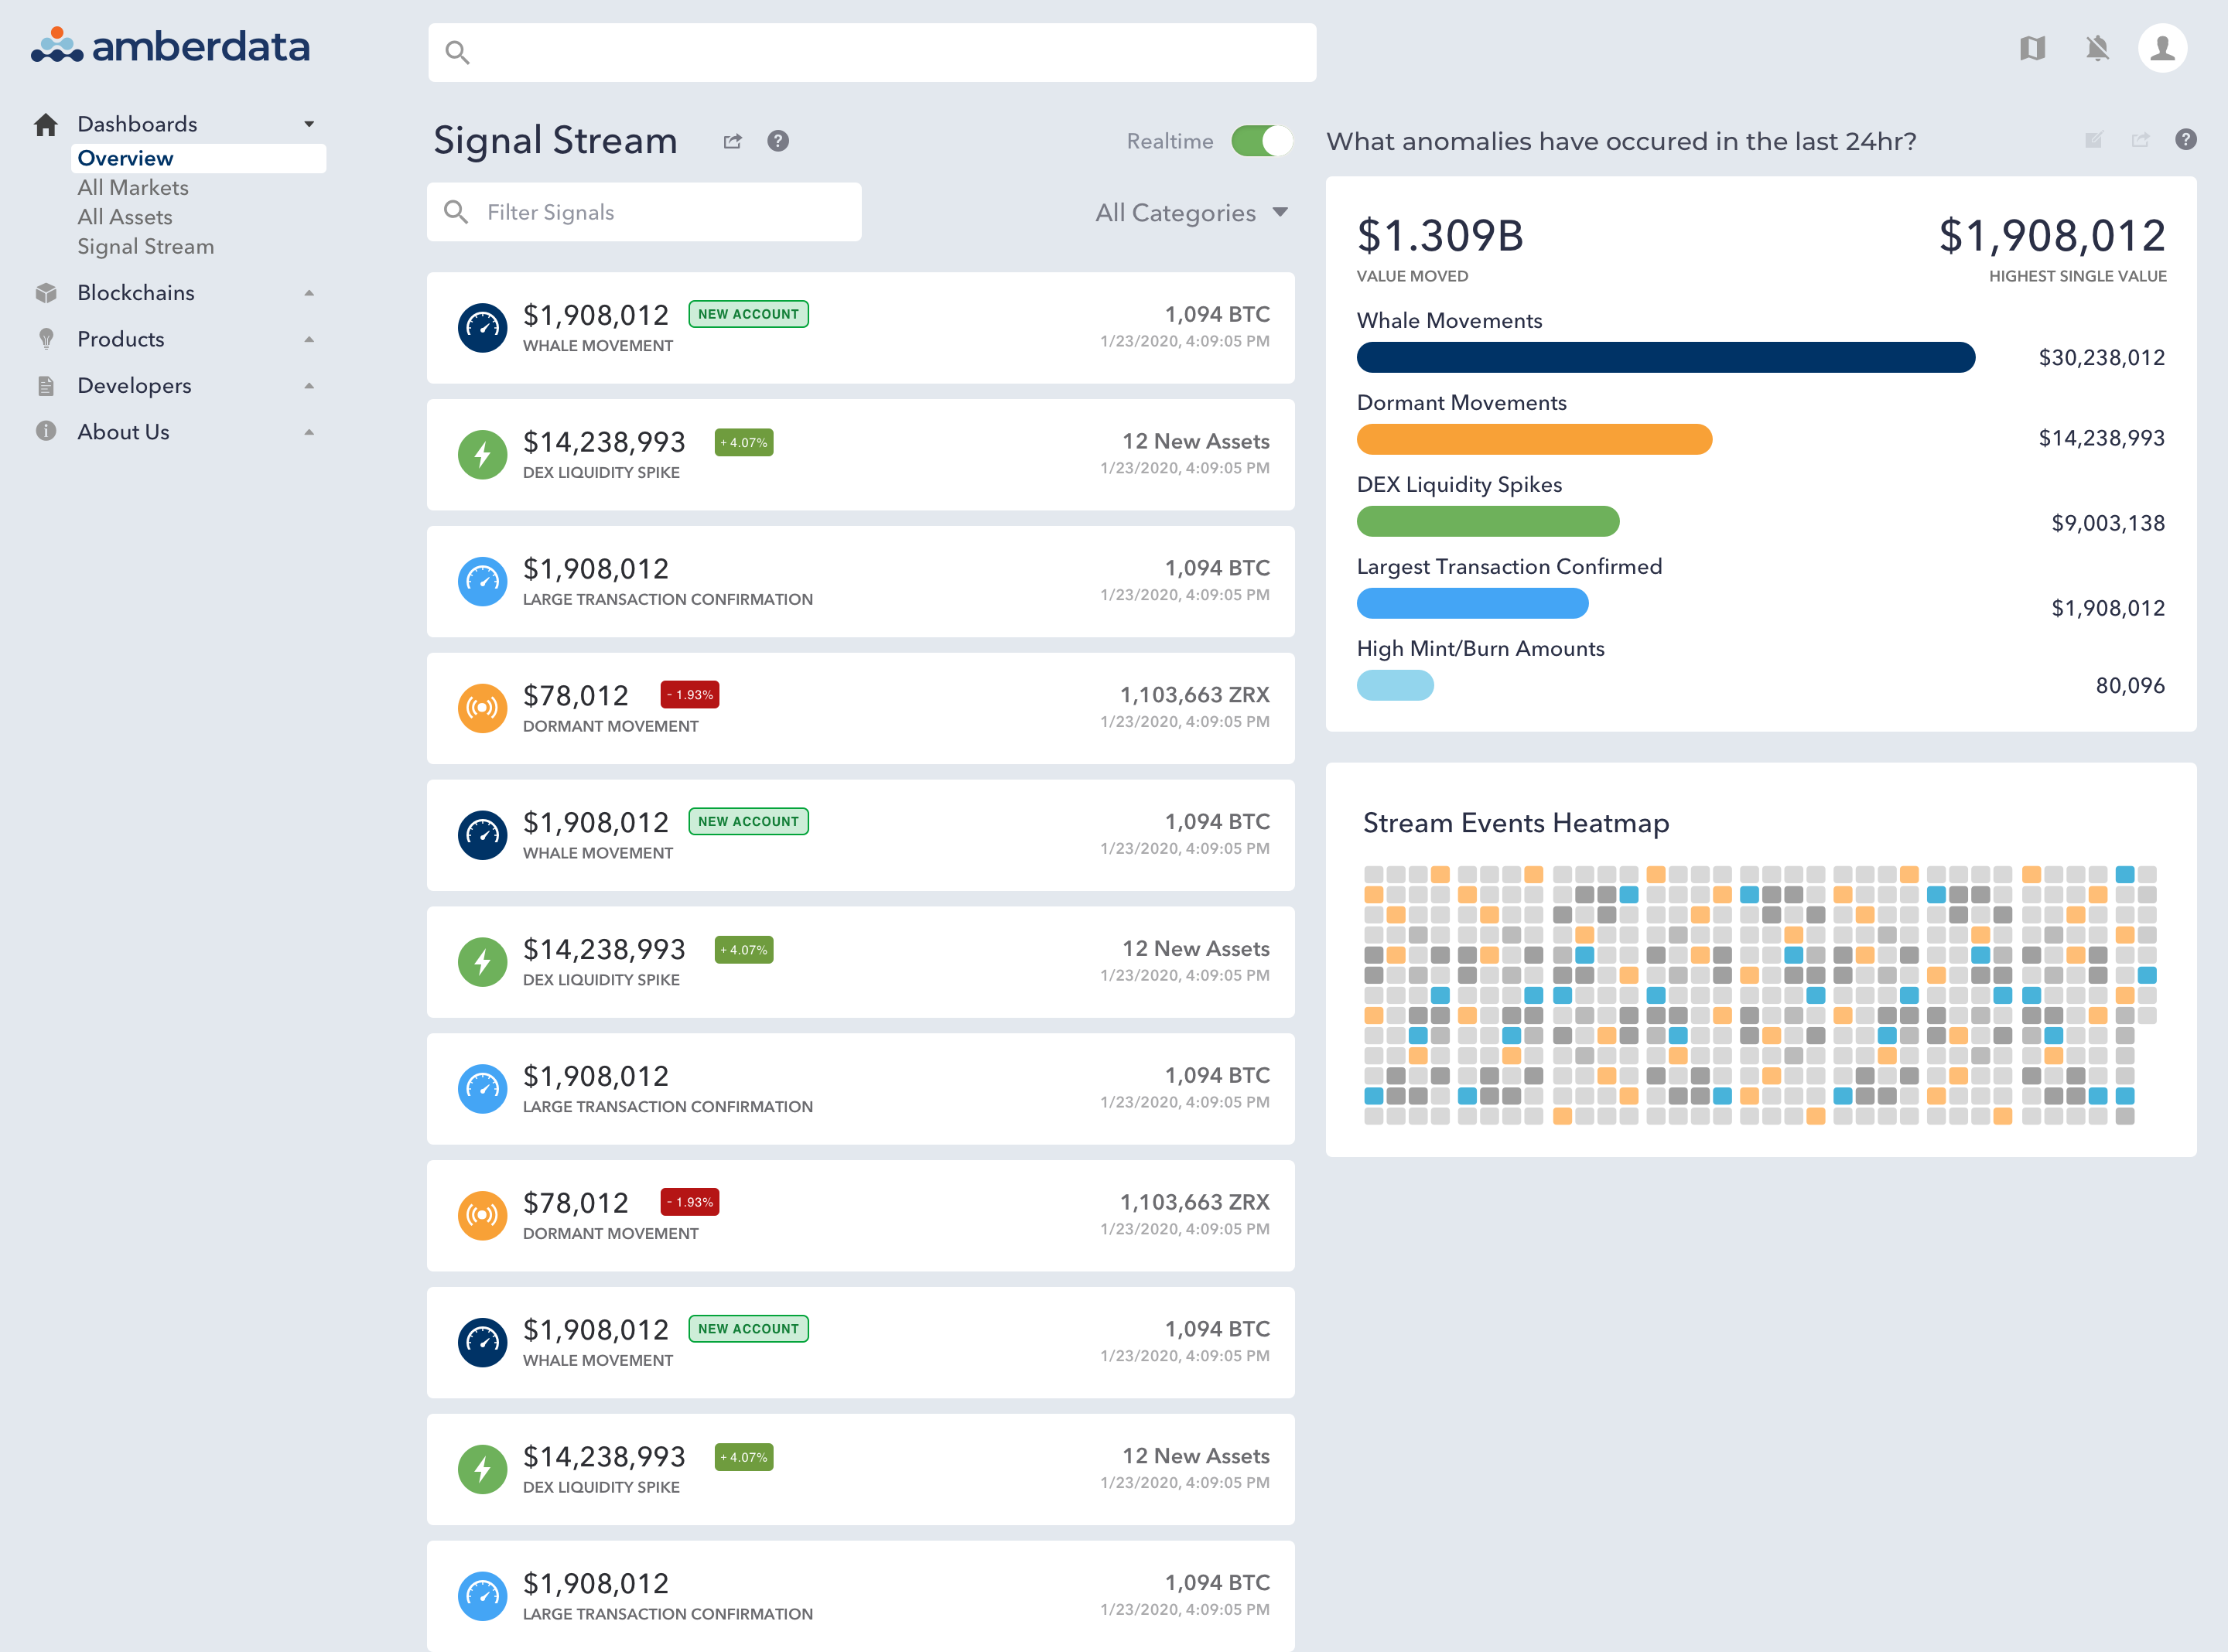 amberdata
Dashboards
Overview
All Markets
All Assets
Signal Stream
Blockchains
Products
Developers
About Us
Signal Stream
Realtime
Filter Signals
All Categories
$1,908,012 NEW ACCOUNT 1,094 BTC
WHALE MOVEMENT 1/23/2020, 4:09:05 PM
$14,238,993 + 4.07% 12 New Assets
DEX LIQUIDITY SPIKE 1/23/2020, 4:09:05 PM
$1,908,012 1,094 BTC
LARGE TRANSACTION CONFIRMATION 1/23/2020, 4:09:05 PM
$78,012 - 1.93% 1,103,663 ZRX
DORMANT MOVEMENT 1/23/2020, 4:09:05 PM
$1,908,012 NEW ACCOUNT 1,094 BTC
WHALE MOVEMENT 1/23/2020, 4:09:05 PM
$14,238,993 + 4.07% 12 New Assets
DEX LIQUIDITY SPIKE 1/23/2020, 4:09:05 PM
$1,908,012 1,094 BTC
LARGE TRANSACTION CONFIRMATION 1/23/2020, 4:09:05 PM
$78,012 - 1.93% 1,103,663 ZRX
DORMANT MOVEMENT 1/23/2020, 4:09:05 PM
$1,908,012 NEW ACCOUNT 1,094 BTC
WHALE MOVEMENT 1/23/2020, 4:09:05 PM
$14,238,993 + 4.07% 12 New Assets
DEX LIQUIDITY SPIKE 1/23/2020, 4:09:05 PM
$1,908,012 1,094 BTC
LARGE TRANSACTION CONFIRMATION 1/23/2020, 4:09:05 PM
What anomalies have occured in the last 24hr?
$1.309B $1,908,012
VALUE MOVED HIGHEST SINGLE VALUE
Whale Movements
$30,238,012
Dormant Movements
$14,238,993
DEX Liquidity Spikes
$9,003,138
Largest Transaction Confirmed
$1,908,012
High Mint/Burn Amounts
80,096
Stream Events Heatmap